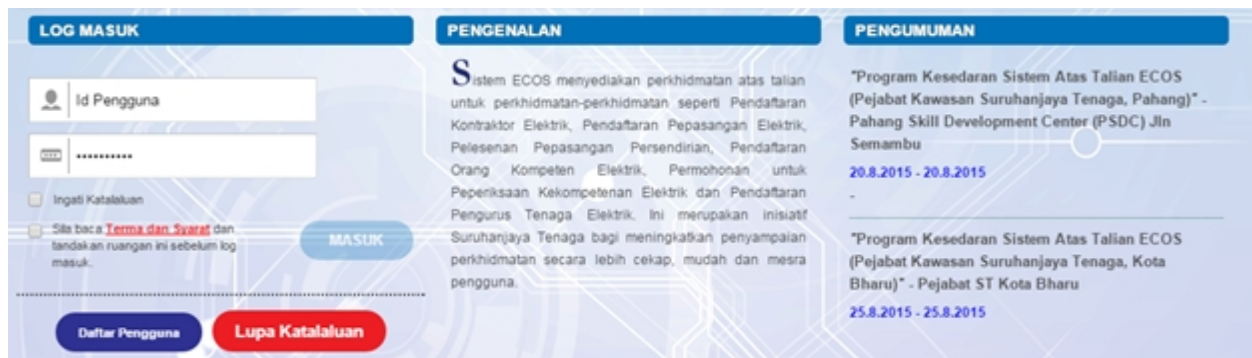 LOG MASUK
Id Pengguna
••••••••••
Ingati Katalaluan
Sila baca Terma dan Syarat dan
tandakan ruangan ini sebelum log
masuk.
MASUK
Daftar Pengguna
Lupa Katalaluan
PENGENALAN
Sistem ECOS menyediakan perkhidmatan atas talian
untuk perkhidmatan-perkhidmatan seperti Pendaftaran
Kontraktor Elektrik, Pendaftaran Pepasangan Elektrik,
Pelesenan Pepasangan Persendirian, Pendaftaran
Orang Kompeten Elektrik, Permohonan untuk
Peperiksaan Kekompetenan Elektrik dan Pendaftaran
Pengurus Tenaga Elektrik. Ini merupakan inisiatif
Suruhanjaya Tenaga bagi meningkatkan penyampaian
perkhidmatan secara lebih cekap, mudah dan mesra
pengguna.
PENGUMUMAN
"Program Kesedaran Sistem Atas Talian ECOS
(Pejabat Kawasan Suruhanjaya Tenaga, Pahang)" -
Pahang Skill Development Center (PSDC) Jln
Semambu
20.8.2015 - 20.8.2015
-
"Program Kesedaran Sistem Atas Talian ECOS
(Pejabat Kawasan Suruhanjaya Tenaga, Kota
Bharu)" - Pejabat ST Kota Bharu
25.8.2015 - 25.8.2015